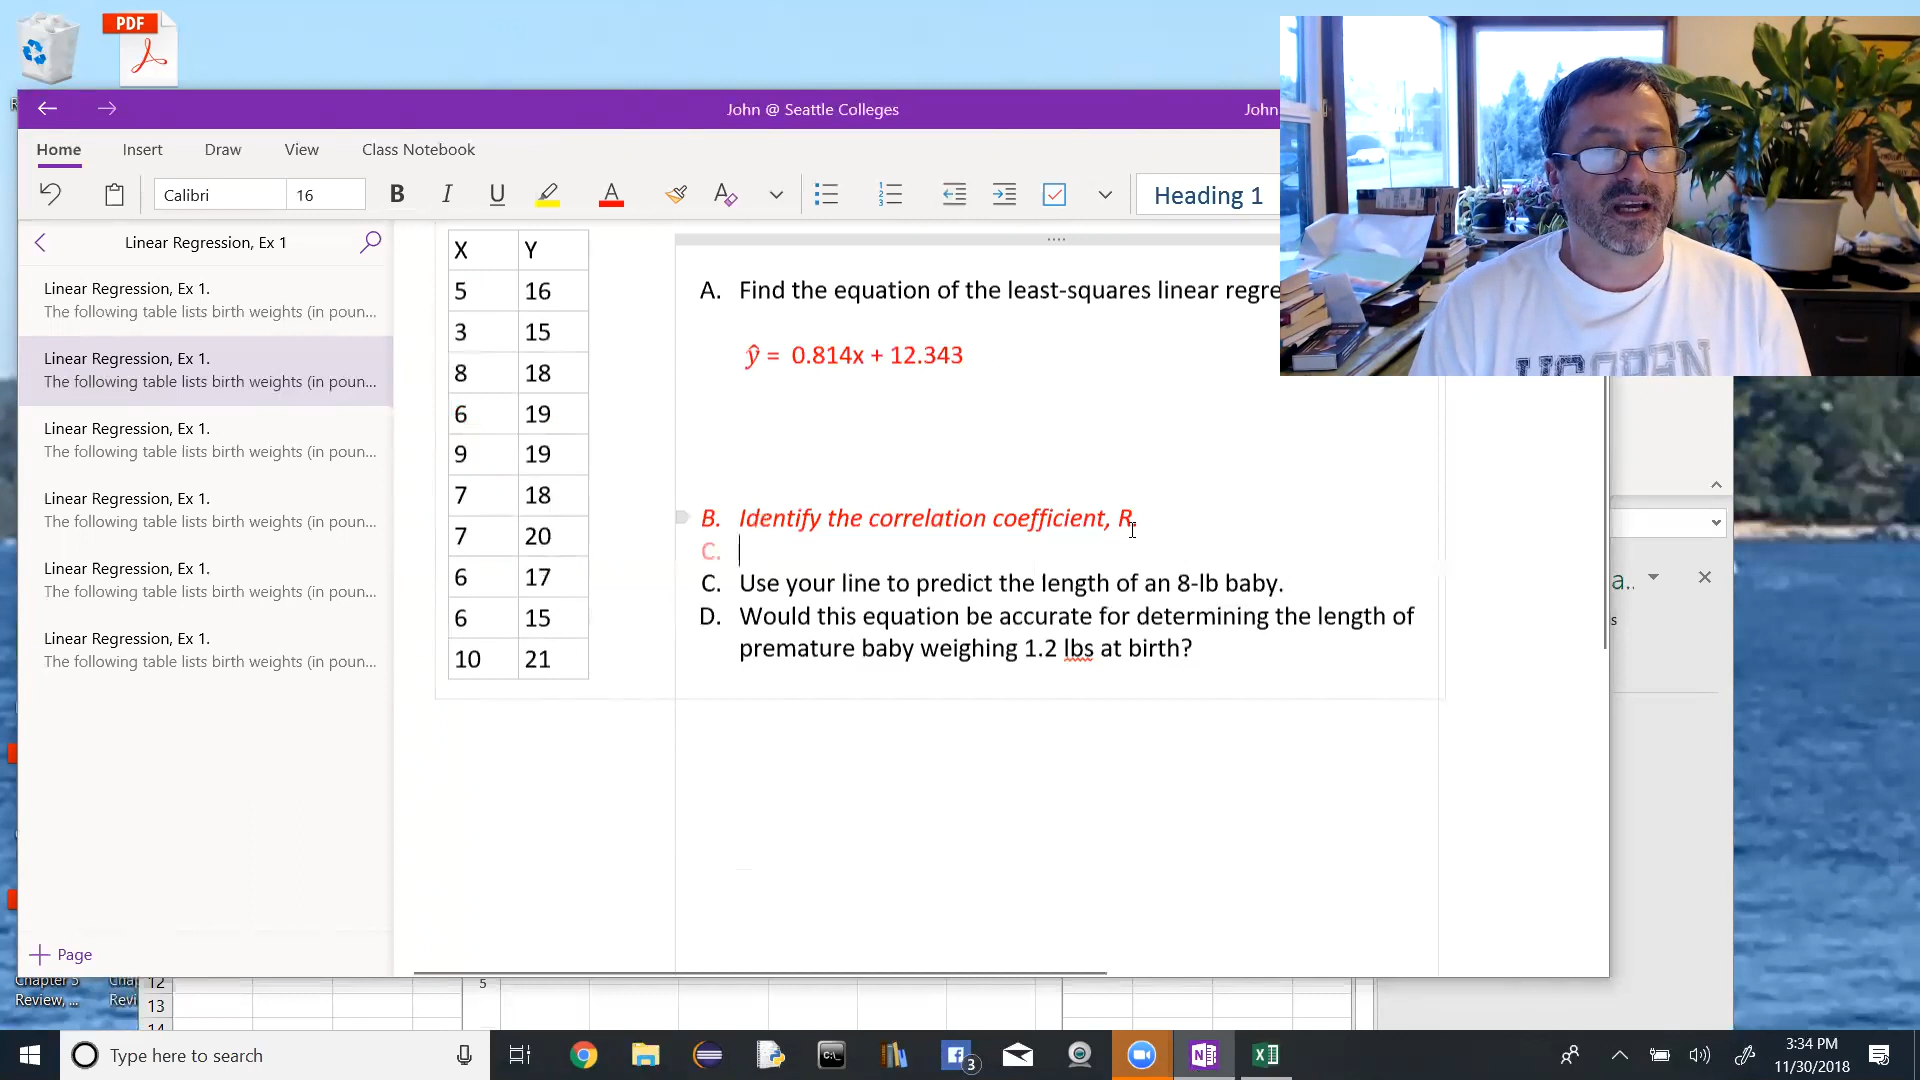 PDF
R
John @ Seattle Colleges
John
Home Insert Draw View Class Notebook
Calibri 16 B I U A Heading 1
Linear Regression, Ex 1
Linear Regression, Ex 1.
The following table lists birth weights (in poun...
Linear Regression, Ex 1.
The following table lists birth weights (in poun...
Linear Regression, Ex 1.
The following table lists birth weights (in poun...
Linear Regression, Ex 1.
The following table lists birth weights (in poun...
Linear Regression, Ex 1.
The following table lists birth weights (in poun...
Linear Regression, Ex 1.
The following table lists birth weights (in poun...
Page
X Y
5 16
3 15
8 18
6 19
9 19
7 18
7 20
6 17
6 15
10 21
A. Find the equation of the least-squares linear regre
ŷ = 0.814x + 12.343
B. Identify the correlation coefficient, R.
C.
C. Use your line to predict the length of an 8-lb baby.
D. Would this equation be accurate for determining the length of
premature baby weighing 1.2 lbs at birth?
a..
s
Chapter 5
Review, ...
Cha
Revi
12
13
14
5
Type here to search
3
3:34 PM
11/30/2018